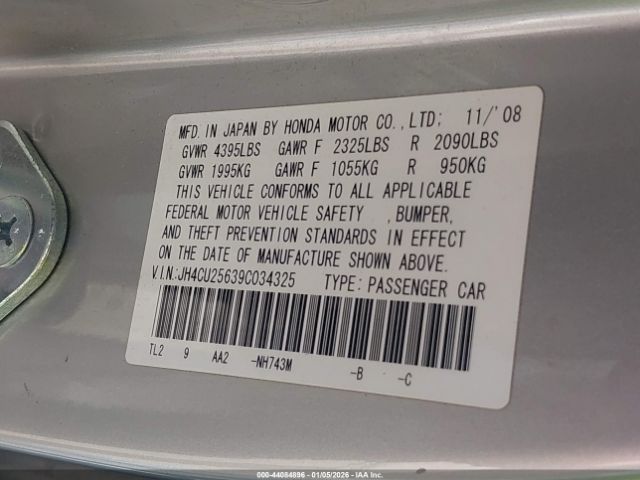 MFD. IN JAPAN BY HONDA MOTOR CO.,LTD; 11/'08
GVWR 4395LBS GAWR F 2325LBS R 2090LBS
GVWR 1995KG GAWR F 1055KG R 950KG
THIS VEHICLE CONFORMS TO ALL APPLICABLE
FEDERAL MOTOR VEHICLE SAFETY ,BUMPER,
AND THEFT PREVENTION STANDARDS IN EFFECT
ON THE DATE OF MANUFACTURE SHOWN ABOVE.
V.I.N:JH4CU25639C034325 TYPE: PASSENGER CAR
TL2 9 AA2 -NH743M -B -C
000-44084896 - 01/05/2026 - IAA Inc.